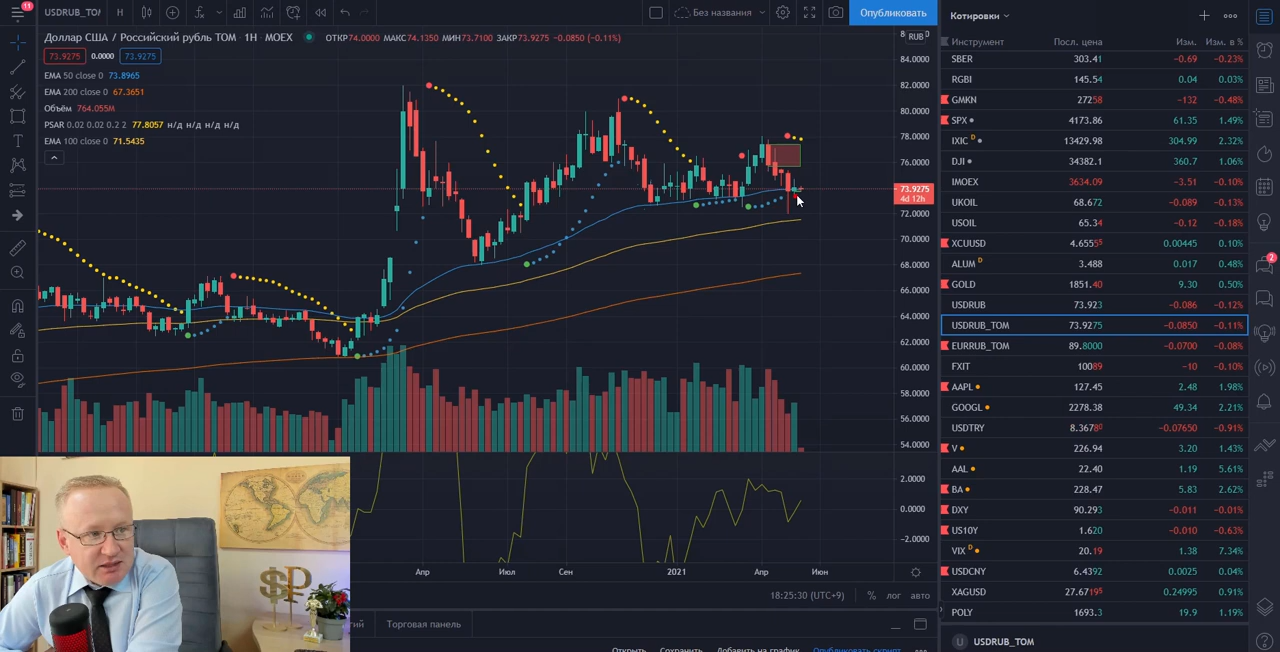 11
USDRUB_TOM
Н
Без названия
Опубликовать
Котировки
Доллар США / Российский рубль ТОМ · 1Н · MOEX
ОТКР74.0000 МАКС74.1350 МИН73.7100 ЗАКР73.9275 -0.0850 (-0.11%)
RUB
73.9275 0.0000 73.9275
EMA 50 close 0 73.8965
EMA 200 close 0 67.3651
Объём 764.055M
PSAR 0.02 0.02 0.2 2 77.8057 н/д н/д н/д н/д
EMA 100 close 0 71.5435
84.0000
82.0000
80.0000
78.0000
76.0000
73.9275
4d 12h
72.0000
70.0000
68.0000
66.0000
64.0000
62.0000
60.0000
58.0000
56.0000
54.0000
2.0000
0.0000
-2.0000
Апр Июл Сен 2021 Апр Июн
18:25:30 (UTC+9) % лог авто
Торговая панель
Открыть Сохранить Добавить на график Опубликовать скрипт
Инструмент Посл. цена Изм. Изм. в %
SBER 303.41 -0.69 -0.23%
RGBI 145.54 0.04 0.03%
GMKN 27258 -132 -0.48%
SPX 4173.86 61.35 1.49%
IXIC D 13429.98 304.99 2.32%
DJI 34382.1 360.7 1.06%
IMOEX 3634.09 -3.51 -0.10%
UKOIL 68.672 -0.089 -0.13%
USOIL 65.34 -0.12 -0.18%
XCUUSD 4.6555⁵ 0.00445 0.10%
ALUM D 3.488 0.017 0.48%
GOLD 1851.40 9.30 0.50%
USDRUB 73.923 -0.086 -0.12%
USDRUB_TOM 73.9275 -0.0850 -0.11%
EURRUB_TOM 89.8000 -0.0700 -0.08%
FXIT 10089 -10 -0.10%
AAPL 127.45 2.48 1.98%
GOOGL 2278.38 49.34 2.21%
USDTRY 8.3678⁰ -0.07650 -0.91%
V 226.94 3.20 1.43%
AAL 22.40 1.19 5.61%
BA 228.47 5.83 2.62%
DXY 90.293 -0.011 -0.01%
US10Y 1.620 -0.010 -0.63%
VIX D 20.19 1.38 7.34%
USDCNY 6.4392 0.0025 0.04%
XAGUSD 27.6719⁵ 0.24995 0.91%
POLY 1693.3 19.9 1.19%
U USDRUB_TOM
2